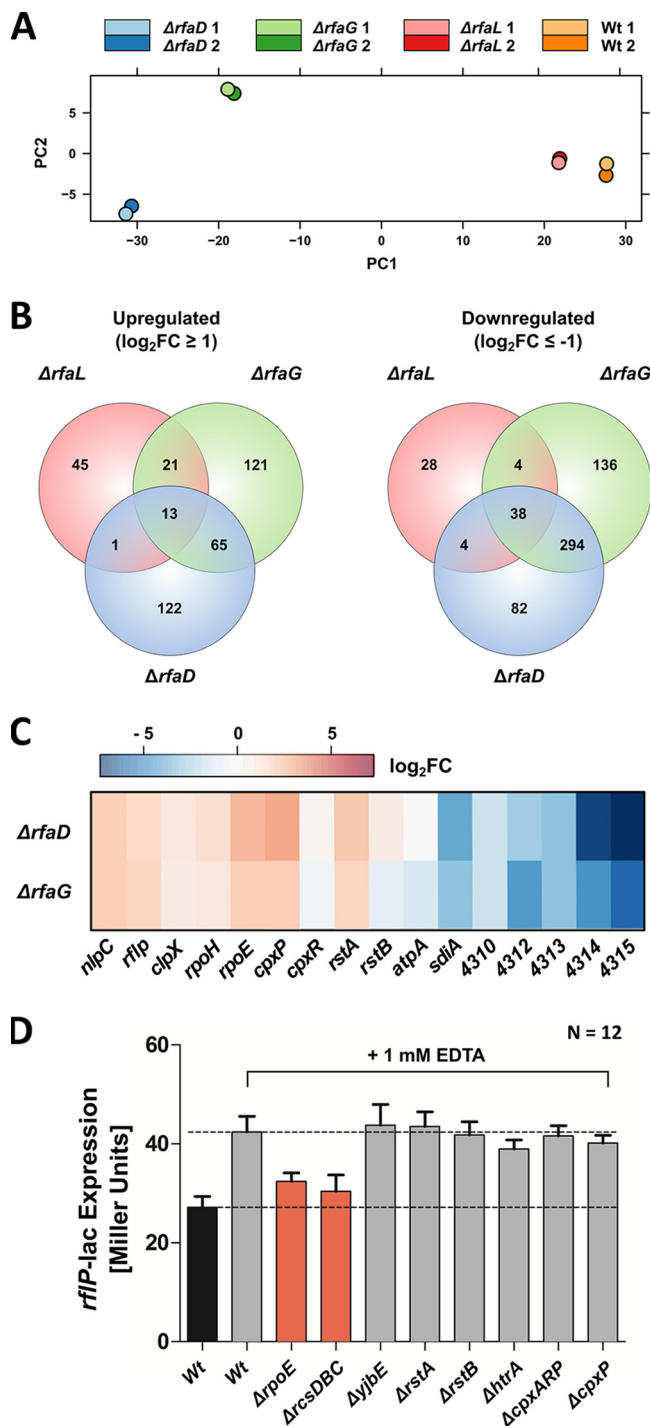 A
ΔrfaD 1
ΔrfaD 2
ΔrfaG 1
ΔrfaG 2
ΔrfaL 1
ΔrfaL 2
Wt 1
Wt 2
PC2
5
0
−5
−30
−20
−10
0
10
20
30
PC1
B
Upregulated
(log2FC ≥ 1)
Downregulated
(log2FC ≤ -1)
ΔrfaL
ΔrfaG
45
21
121
13
1
65
122
ΔrfaD
ΔrfaL
ΔrfaG
28
4
136
38
4
294
82
ΔrfaD
C
- 5
0
5
log2FC
ΔrfaD
ΔrfaG
nlpC
rflp
clpX
rpoH
rpoE
cpxP
cpxR
rstA
rstB
atpA
sdiA
4310
4312
4313
4314
4315
D
N = 12
+ 1 mM EDTA
rflP-lac Expression
[Miller Units]
60
40
20
0
Wt
Wt
ΔrpoE
ΔrcsDBC
ΔyjbE
ΔrstA
ΔrstB
ΔhtrA
ΔcpxARP
ΔcpxP